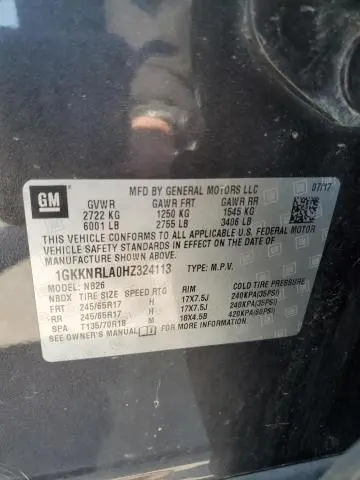 MFD BY GENERAL MOTORS LLC 07/17
GM
GVWR GAWR FRT GAWR RR
2722 KG 1250 KG 1545 KG
6001 LB 2755 LB 3406 LB
THIS VEHICLE CONFORMS TO ALL APPLICABLE U.S. FEDERAL MOTOR
VEHICLE SAFETY, BUMPER, AND THEFT PREVENTION STANDARDS IN
EFFECT ON THE DATE OF MANUFACTURE SHOWN ABOVE.
1GKKNRLA0HZ324113 TYPE: M.P.V.
MODEL: NB26
NBDX TIRE SIZE SPEED RTG RIM COLD TIRE PRESSURE
FRT 245/65R17 H 17X7.5J 240KPA(35PSI)
RR 245/65R17 H 17X7.5J 240KPA(35PSI)
SPA T135/70R18 M 18X4.5B 420KPA(60PSI)
SEE OWNER'S MANUAL FOR MORE INFORMATION.